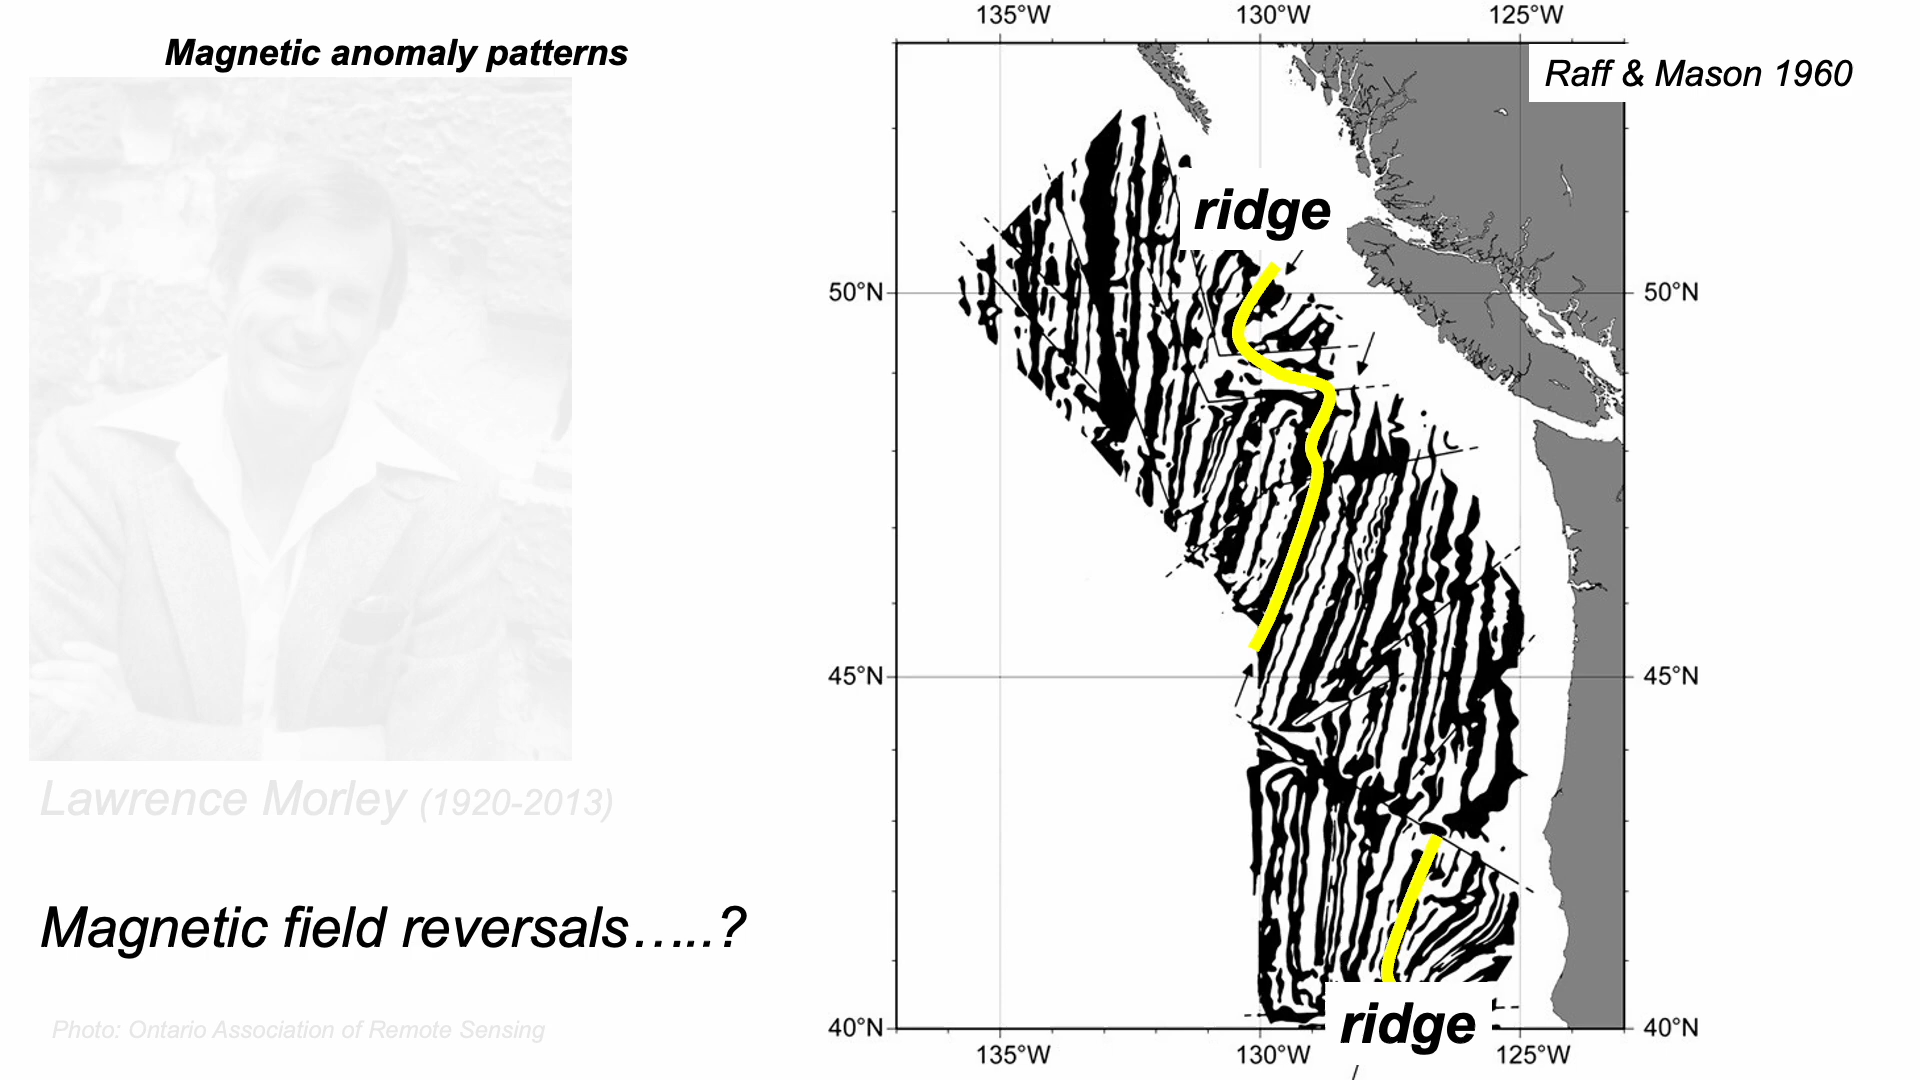 Magnetic anomaly patterns
Lawrence Morley (1920-2013)
Magnetic field reversals…..?
Photo: Ontario Association of Remote Sensing
135°W 130°W 125°W
Raff & Mason 1960
ridge
50°N 50°N
45°N 45°N
ridge
40°N 40°N
135°W 130°W 125°W